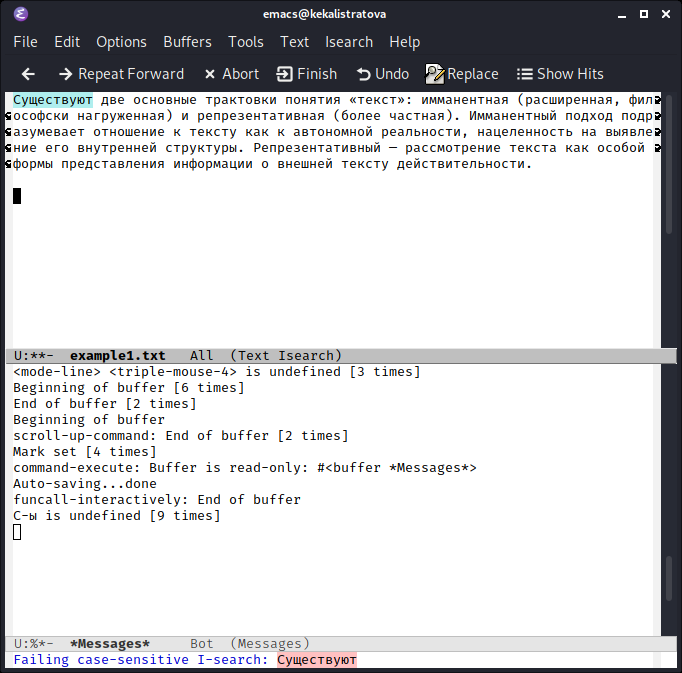 emacs@kekalistratova
File Edit Options Buffers Tools Text Isearch Help
Repeat Forward Abort Finish Undo Replace Show Hits
Существуют две основные трактовки понятия «текст»: имманентная (расширенная, фил
ософски нагруженная) и репрезентативная (более частная). Имманентный подход подр
азумевает отношение к тексту как к автономной реальности, нацеленность на выявле
ние его внутренней структуры. Репрезентативный — рассмотрение текста как особой
формы представления информации о внешней тексту действительности.
U:**- example1.txt All (Text Isearch)
<mode-line> <triple-mouse-4> is undefined [3 times]
Beginning of buffer [6 times]
End of buffer [2 times]
Beginning of buffer
scroll-up-command: End of buffer [2 times]
Mark set [4 times]
command-execute: Buffer is read-only: #<buffer *Messages*>
Auto-saving...done
funcall-interactively: End of buffer
C-ы is undefined [9 times]
U:%*- *Messages* Bot (Messages)
Failing case-sensitive I-search: Существуют